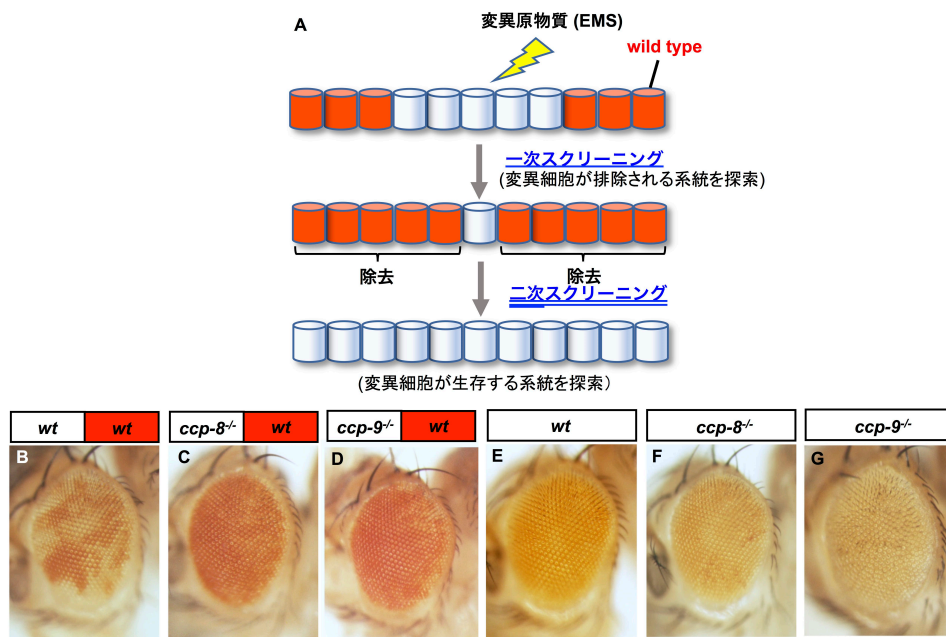 A
変異原物質 (EMS)
wild type
一次スクリーニング
(変異細胞が排除される系統を探索)
除去 除去
二次スクリーニング
(変異細胞が生存する系統を探索）
wt wt ccp-8-/- wt ccp-9-/- wt wt ccp-8-/- ccp-9-/-
B C D E F G